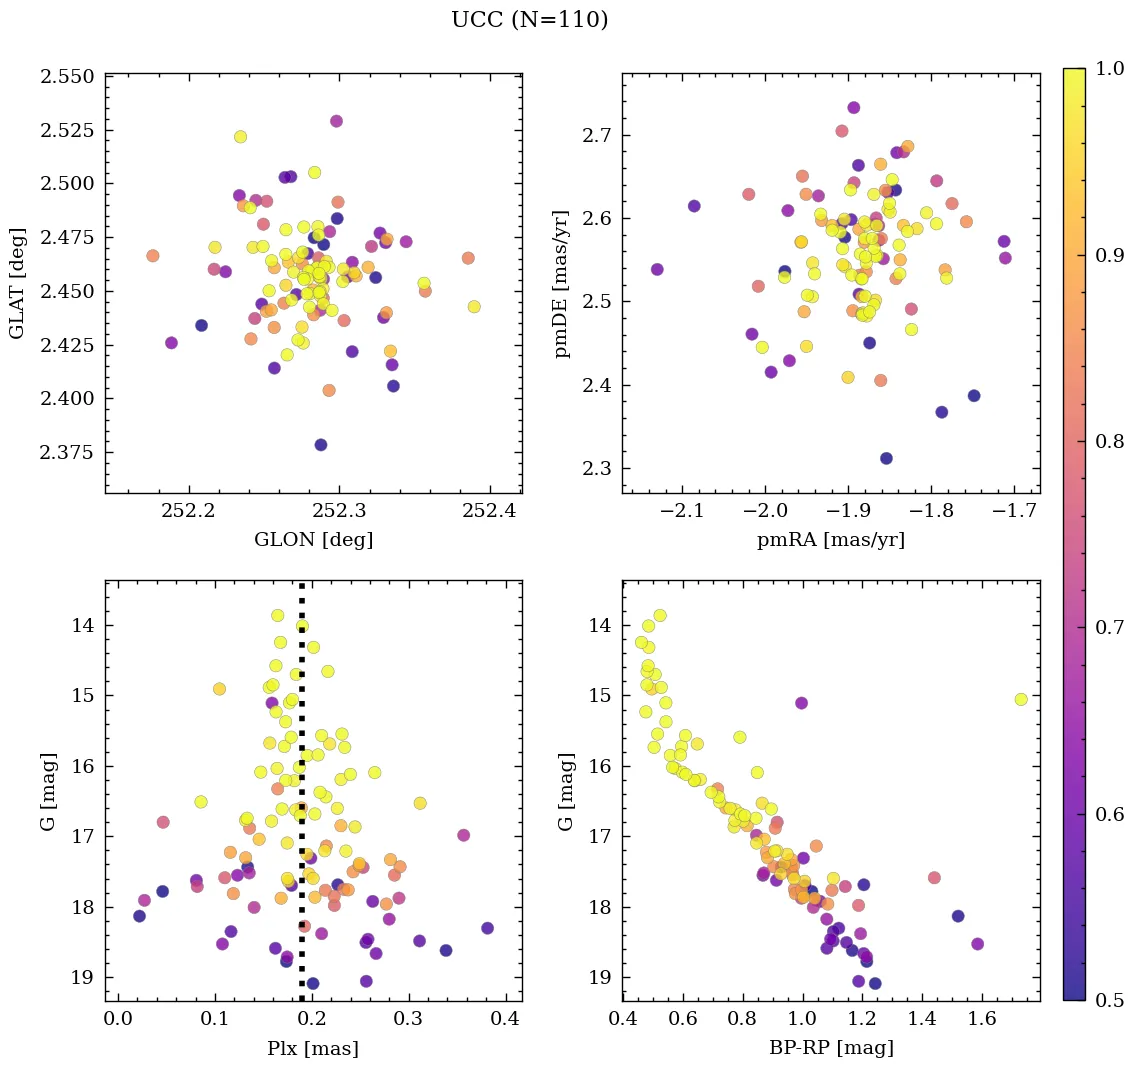 UCC (N=110)
2.550
2.525
2.500
2.475
2.450
2.425
2.400
2.375
GLAT [deg]
252.2 252.3 252.4
GLON [deg]
2.7
2.6
2.5
2.4
2.3
pmDE [mas/yr]
−2.1 −2.0 −1.9 −1.8 −1.7
pmRA [mas/yr]
14
15
16
17
18
19
G [mag]
0.0 0.1 0.2 0.3 0.4
Plx [mas]
14
15
16
17
18
19
G [mag]
0.4 0.6 0.8 1.0 1.2 1.4 1.6
BP-RP [mag]
1.0
0.9
0.8
0.7
0.6
0.5